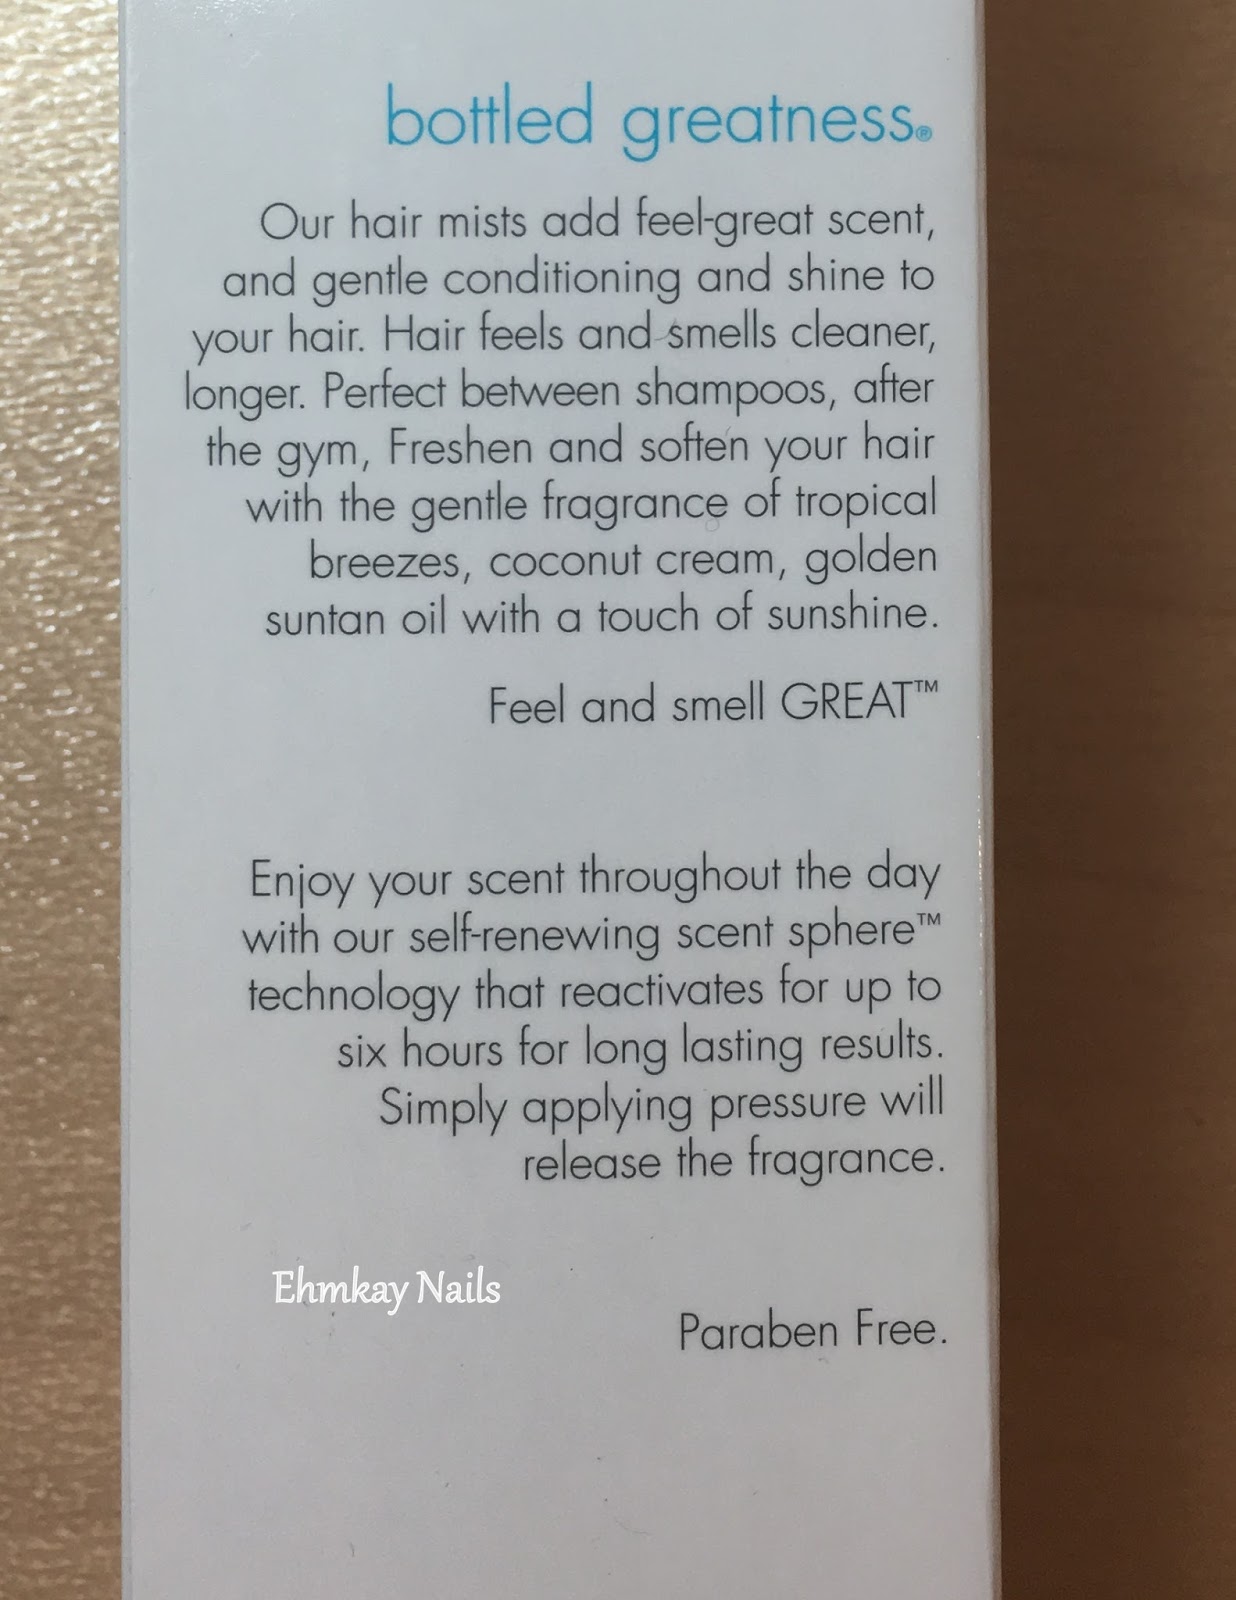 bottled greatness®
Our hair mists add feel-great scent,
and gentle conditioning and shine to
your hair. Hair feels and smells cleaner,
longer. Perfect between shampoos, after
the gym, Freshen and soften your hair
with the gentle fragrance of tropical
breezes, coconut cream, golden
suntan oil with a touch of sunshine.
Feel and smell GREAT™
Enjoy your scent throughout the day
with our self-renewing scent sphere™
technology that reactivates for up to
six hours for long lasting results.
Simply applying pressure will
release the fragrance.
Ehmkay Nails
Paraben Free.